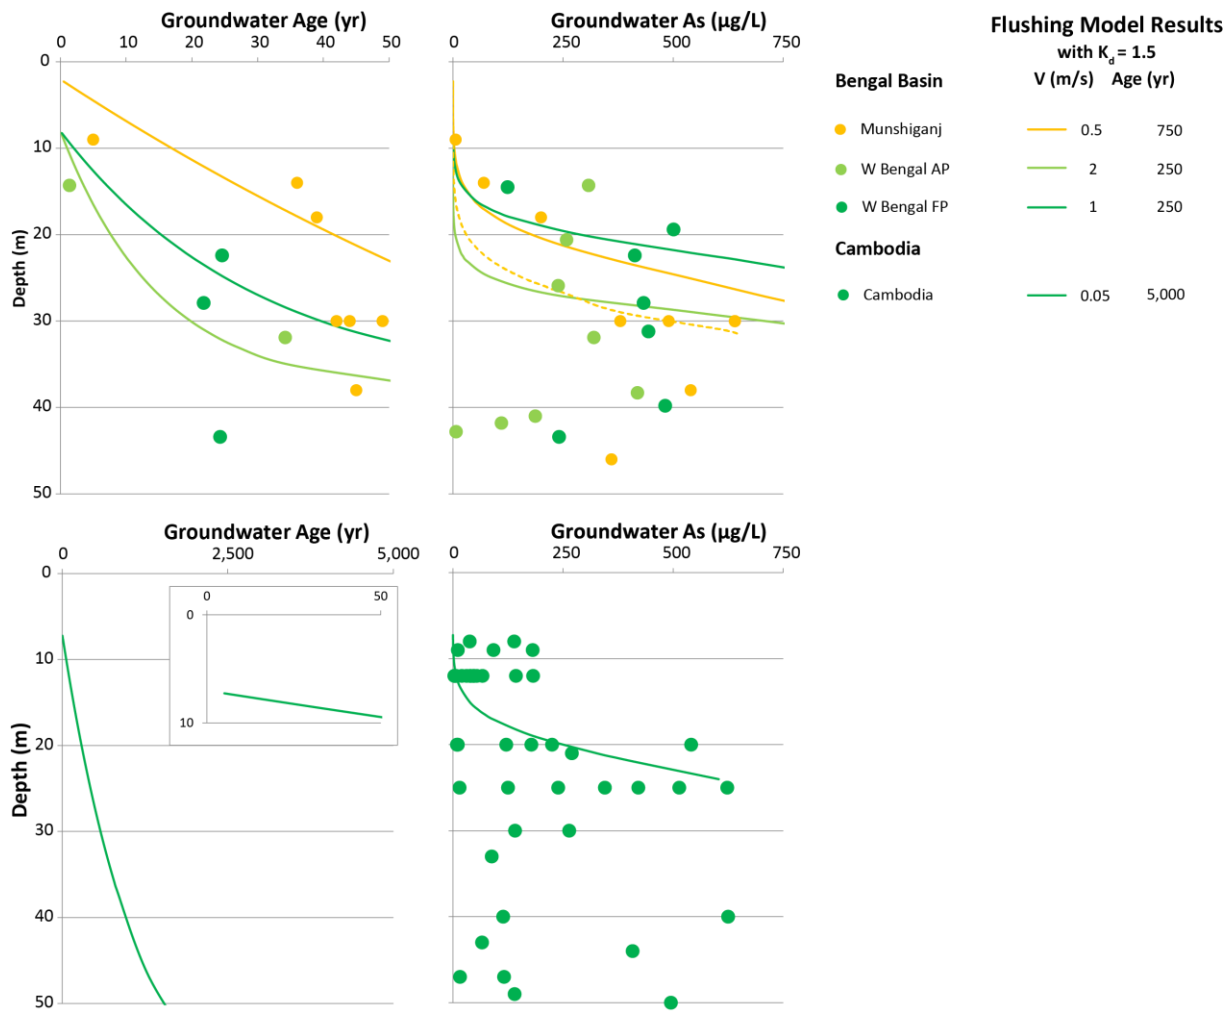 Groundwater Age (yr)
0 10 20 30 40 50
Depth (m)
0
10
20
30
40
50
Groundwater As (µg/L)
0 250 500 750
Flushing Model Results
with Kd = 1.5
Bengal Basin V (m/s) Age (yr)
Munshiganj 0.5 750
W Bengal AP 2 250
W Bengal FP 1 250
Cambodia
Cambodia 0.05 5,000
Groundwater Age (yr)
0 2,500 5,000
Depth (m)
0
10
20
30
40
50
0 50
0
10
Groundwater As (µg/L)
0 250 500 750